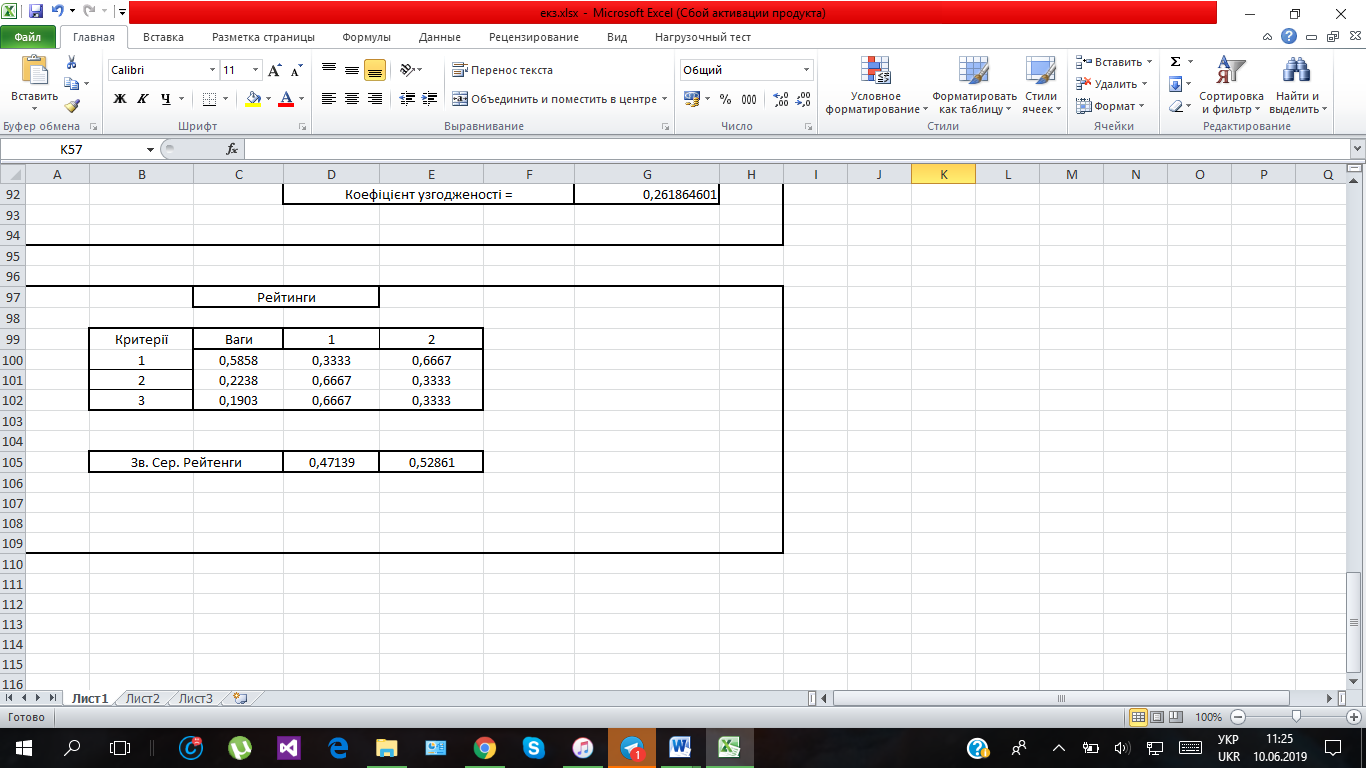 екз.xlsx - Microsoft Excel (Сбой активации продукта)
Файл Главная Вставка Разметка страницы Формулы Данные Рецензирование Вид Нагрузочный тест
Вставить
Буфер обмена
Calibri 11
Ж К Ч
Шрифт
Перенос текста
Объединить и поместить в центре
Выравнивание
Общий
% 000 ,00 ,0
Число
Условное форматирование
Форматировать как таблицу
Стили ячеек
Стили
Вставить
Удалить
Формат
Ячейки
Σ
Сортировка и фильтр
Найти и выделить
Редактирование
K57 fx
A B C D E F G H I J K L M N O P Q
92 Коефіцієнт узгодженості = 0,261864601
93
94
95
96
97 Рейтинги
98
99 Критерії Ваги 1 2
100 1 0,5858 0,3333 0,6667
101 2 0,2238 0,6667 0,3333
102 3 0,1903 0,6667 0,3333
103
104
105 Зв. Сер. Рейтенги 0,47139 0,52861
106
107
108
109
110
111
112
113
114
115
116
Лист1 Лист2 Лист3
Готово 100%
УКР 11:25
UKR 10.06.2019